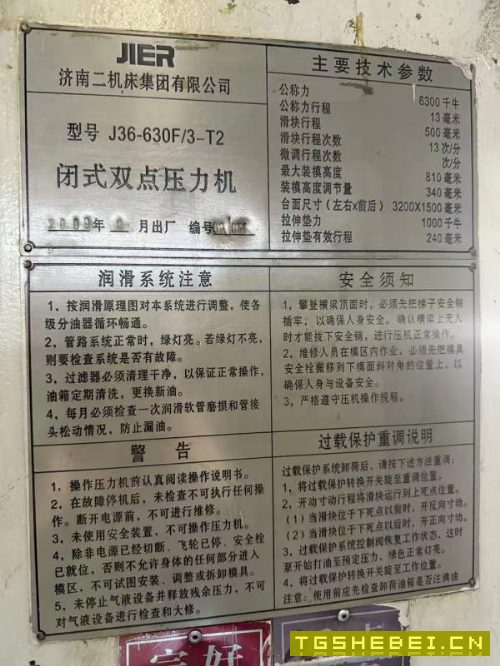 JIER
济南二机床集团有限公司
型号 J36-630F/3-T2
闭式双点压力机
2009年 月出厂 编号
主要技术参数
公称力 6300千牛
公称力行程 13毫米
滑块行程 500毫米
滑块行程次数 13次/分
微调行程次数 次/分
最大装模高度 810毫米
装模高度调节量 340毫米
台面尺寸(左右x前后) 3200X1500毫米
拉伸垫力 1000千牛
拉伸垫有效行程 240毫米
润滑系统注意
1、按润滑原理图对本系统进行调整,使各
级分油器循环畅通。
2、管路系统正常时,绿灯亮。若绿灯不亮,
则要检查系统是否有故障。
3、过滤器必须清理干净,以保证正常操作,
油箱定期清洗,更换新油。
4、每月必须检查一次润滑软管磨损和管接
头松动情况,防止漏油。
安全须知
1、攀登横梁顶面时,必须先把梯子安全销
插牢;以确保人身安全。确认横梁上无人
时才能拔下安全销,进行压机正常操作。
2、维修人员在模区内作业,必须先把模具
安全栓搬移到下模面斜对角的位置上,以
确保人身与设备安全。
3、严格遵守压机操作规程。
警告
1、操作压力机前认真阅读操作说明书。
2、在故障停机后,未检查不可执行任何操
作。断开电源前,不可进行维修。
3、未使用安全装置,不可操作压力机。
4、除非电源已经切断、飞轮已停、安全栓
已就位,否则不允许身体的任何部分进入
模区、不可试图安装、调整或拆卸模具。
5、未停止气液设备并释放残余压力,不可
对气液设备进行检查和大修。
过载保护重调说明
过载保护系统卸荷后,请按下述方法重调:
1、将过载保护转换开关旋至重调位置。
2、开动寸动行程将滑块运行到上死点位置。
(1)当滑块位于下死点以前时,开反向寸动。
(2)当滑块位于下死点以后时,开正向寸动。
3、过载保护系统控制阀恢复工作状态,这时
泵开始打油至预定压力,绿色正常灯亮。
4、将过载保护转换开关旋至工作位置。
注意:使用前应先检查卸荷油箱是否注满油
完好
TGSHEBEI.CN